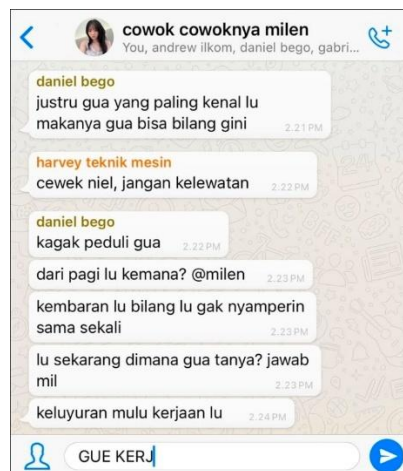 cowok cowoknya milen
You, andrew ilkom, daniel bego, gabri...
daniel bego
justru gua yang paling kenal lu
makanya gua bisa bilang gini
2.21 PM
harvey teknik mesin
cewek niel, jangan kelewatan
2.22 PM
daniel bego
kagak peduli gua
2.22 PM
dari pagi lu kemana? @milen
2.23 PM
kembaran lu bilang lu gak nyamperin
sama sekali
2.23 PM
lu sekarang dimana gua tanya? jawab
mil
2.23 PM
keluyuran mulu kerjaan lu
2.24 PM
GUE KERJ